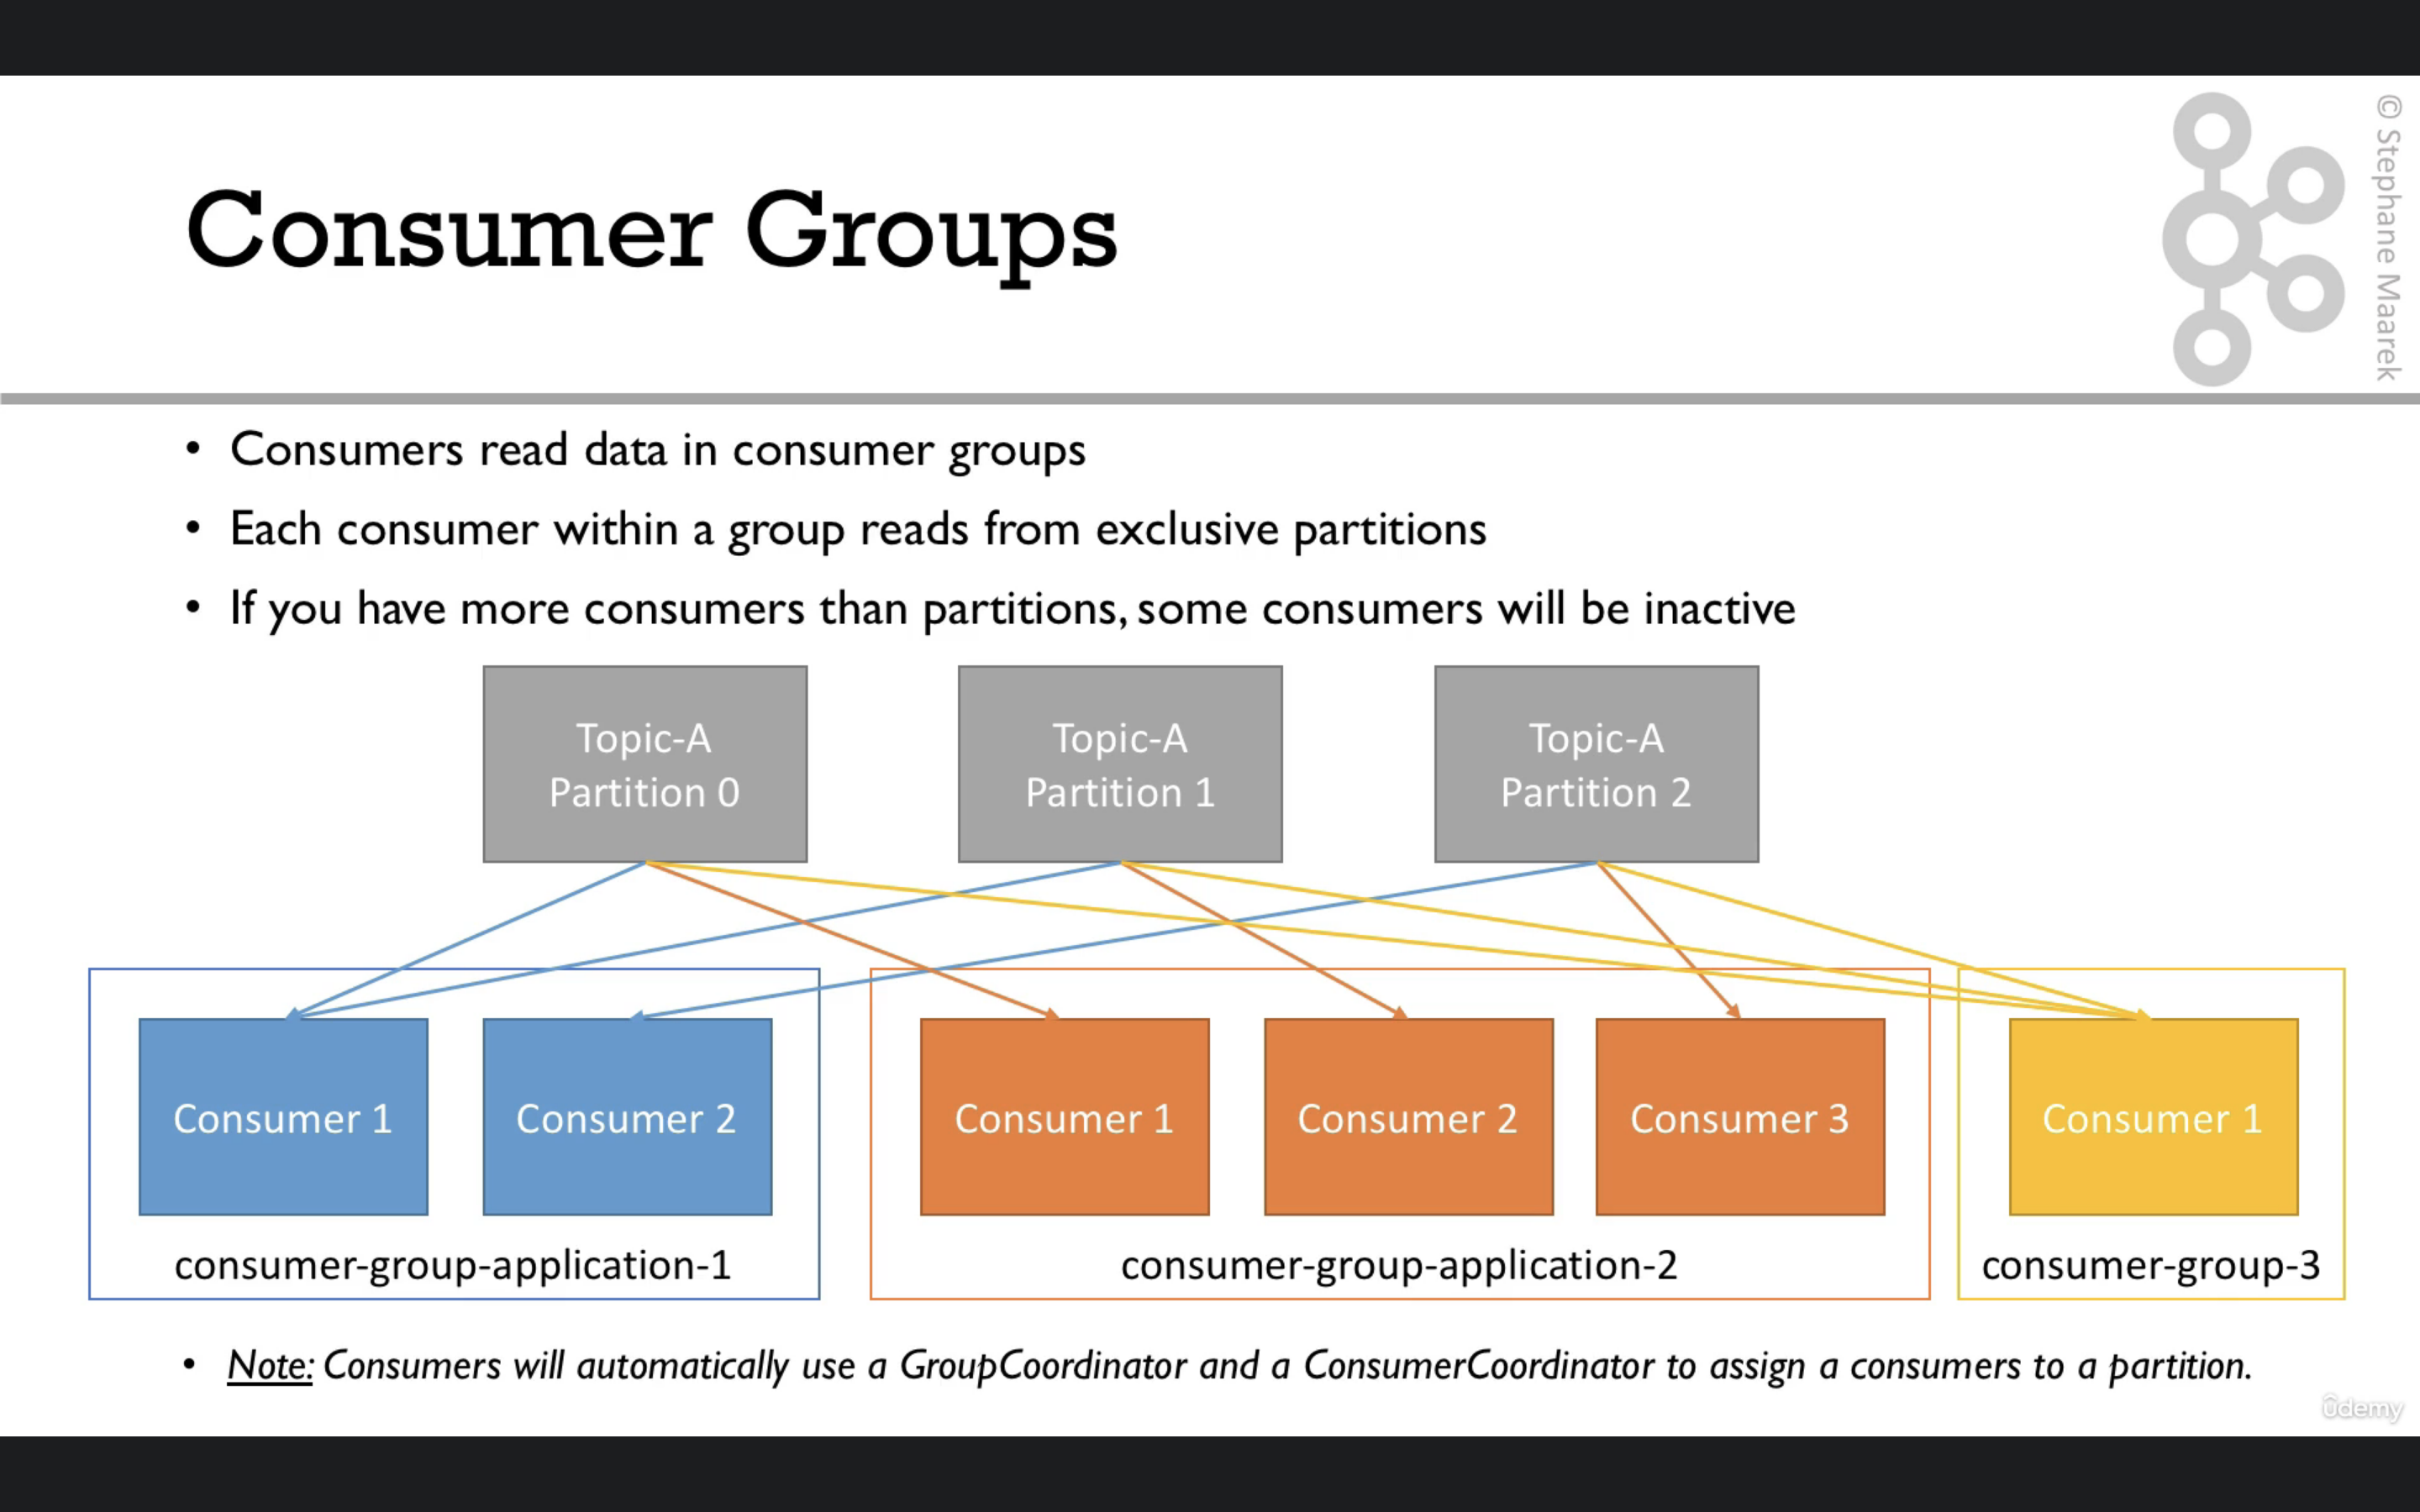 Consumer Groups
© Stephane Maarek
• Consumers read data in consumer groups
• Each consumer within a group reads from exclusive partitions
• If you have more consumers than partitions, some consumers will be inactive
Topic-A
Partition 0
Topic-A
Partition 1
Topic-A
Partition 2
Consumer 1
Consumer 2
consumer-group-application-1
Consumer 1
Consumer 2
Consumer 3
consumer-group-application-2
Consumer 1
consumer-group-3
• Note: Consumers will automatically use a GroupCoordinator and a ConsumerCoordinator to assign a consumers to a partition.
ûdemy